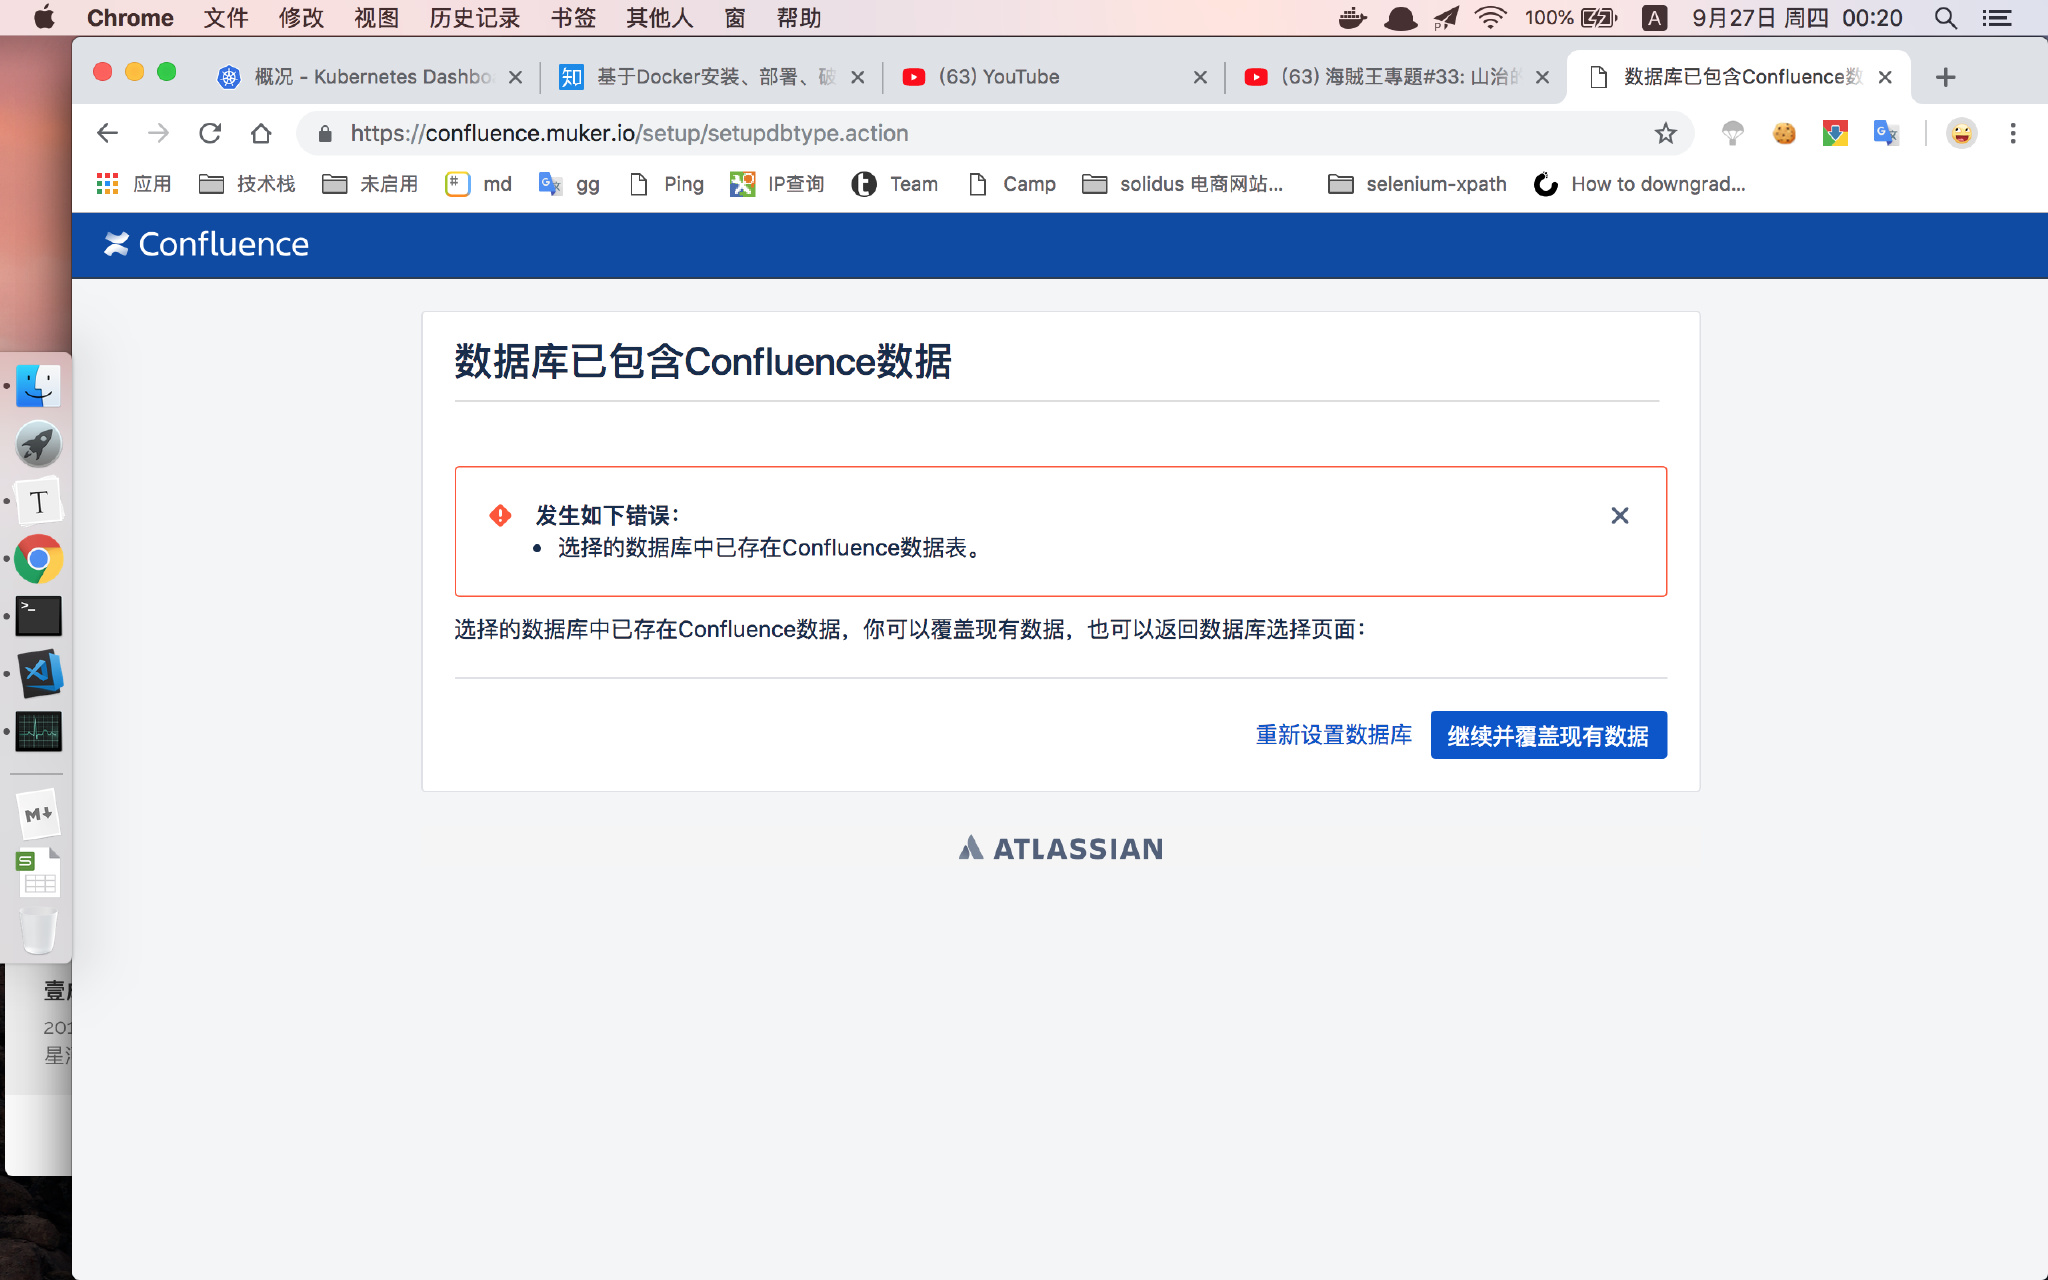 Chrome 文件 修改 视图 历史记录 书签 其他人 窗 帮助 100% A 9月27日 周四 00:20
概况 - Kubernetes Dashbo 知 基于Docker安装、部署、破 (63) YouTube (63) 海賊王專題#33: 山治的 数据库已包含Confluence数
https://confluence.muker.io/setup/setupdbtype.action
应用 技术栈 未启用 md gg Ping IP查询 Team Camp solidus 电商网站... selenium-xpath How to downgrad...
Confluence
数据库已包含Confluence数据
发生如下错误：
选择的数据库中已存在Confluence数据表。
选择的数据库中已存在Confluence数据，你可以覆盖现有数据，也可以返回数据库选择页面：
重新设置数据库 继续并覆盖现有数据
ATLASSIAN